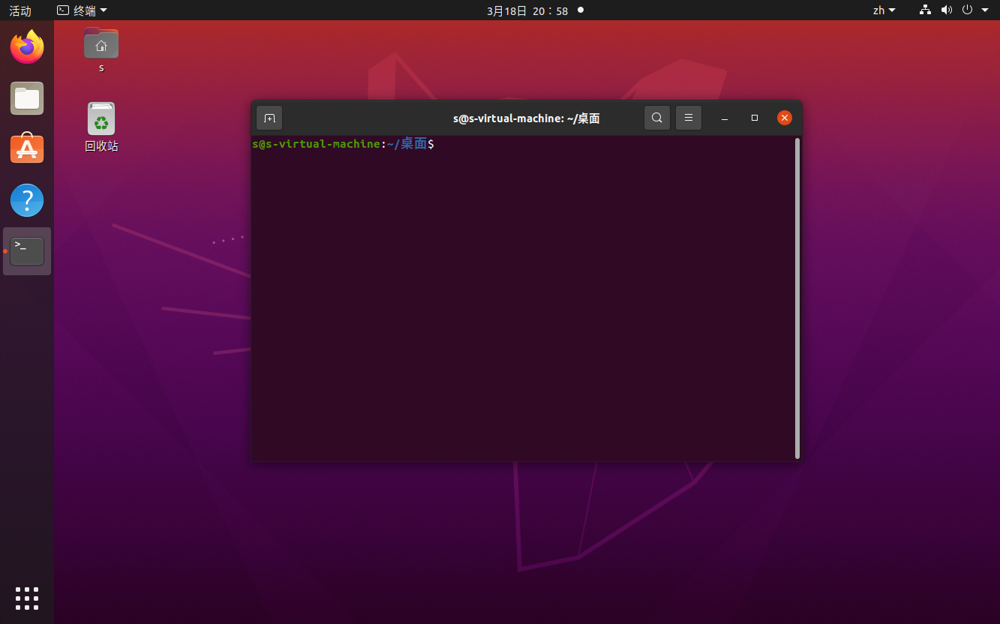 活动 终端 3月18日 20：58 zh
s
回收站
s@s-virtual-machine: ~/桌面
s@s-virtual-machine:~/桌面$
>_